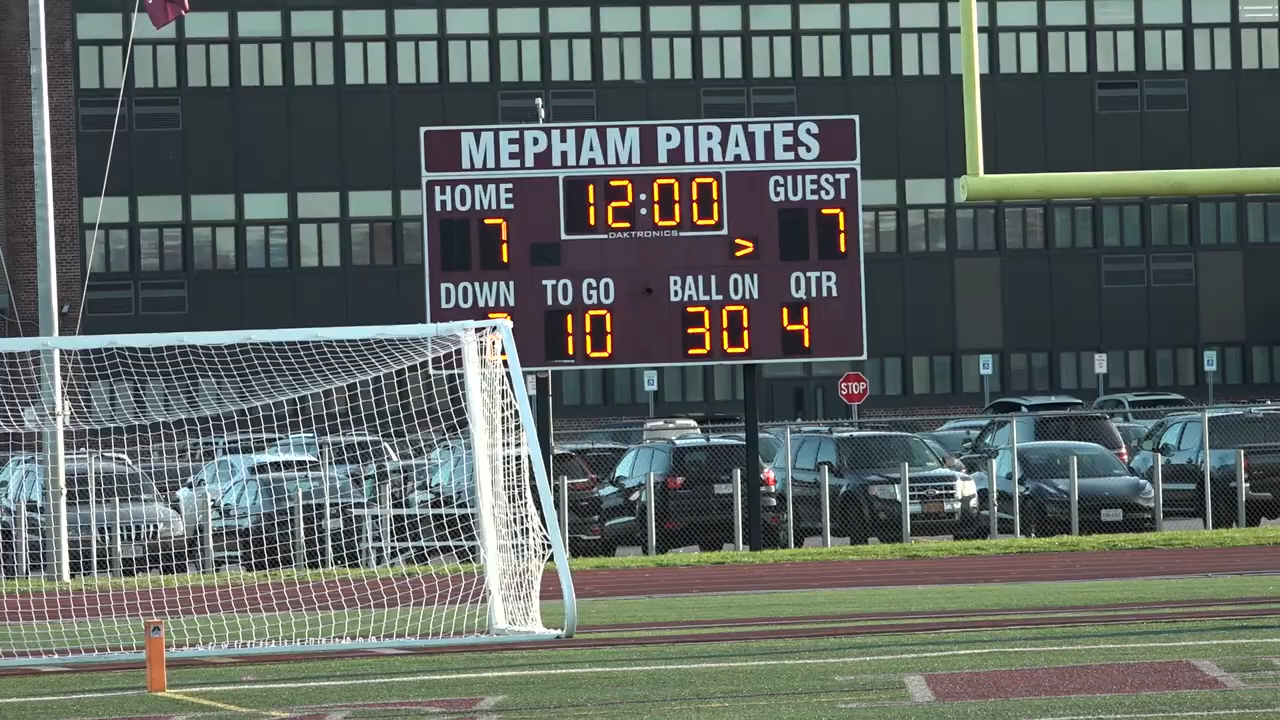 MEPHAM PIRATES
HOME 12:00 GUEST
DAKTRONICS
7 > 7
DOWN TO GO BALL ON QTR
10 30 4
STOP